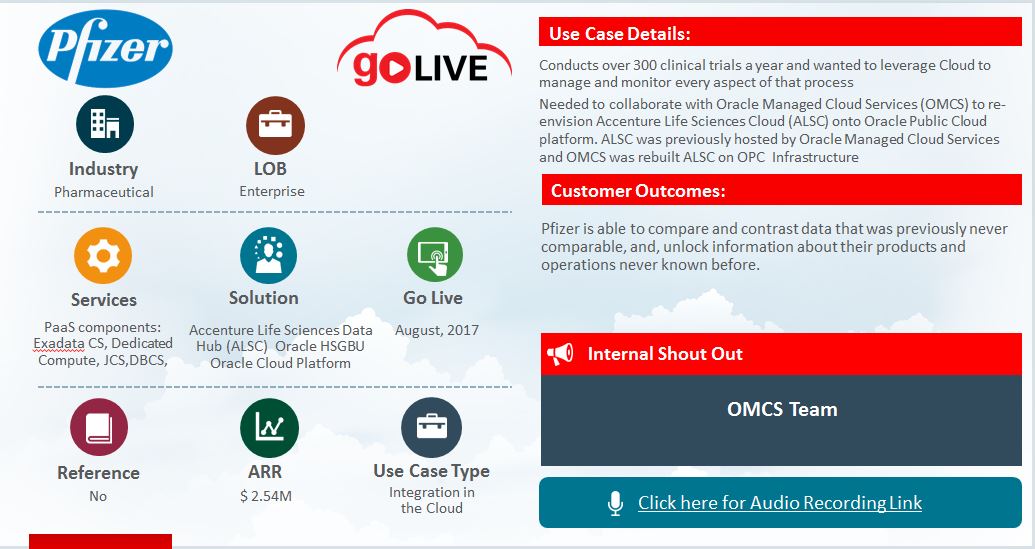 Pfizer
goLIVE
Industry
Pharmaceutical
LOB
Enterprise
Services
PaaS components:
Exadata CS, Dedicated
Compute, JCS,DBCS,
Solution
Accenture Life Sciences Data
Hub (ALSC)  Oracle HSGBU
Oracle Cloud Platform
Go Live
August, 2017
Reference
No
ARR
$ 2.54M
Use Case Type
Integration in
the Cloud
Use Case Details:
Conducts over 300 clinical trials a year and wanted to leverage Cloud to
manage and monitor every aspect of that process
Needed to collaborate with Oracle Managed Cloud Services (OMCS) to re-
envision Accenture Life Sciences Cloud (ALSC) onto Oracle Public Cloud
platform. ALSC was previously hosted by Oracle Managed Cloud Services
and OMCS was rebuilt ALSC on OPC  Infrastructure
Customer Outcomes:
Pfizer is able to compare and contrast data that was previously never
comparable, and, unlock information about their products and
operations never known before.
Internal Shout Out
OMCS Team
Click here for Audio Recording Link